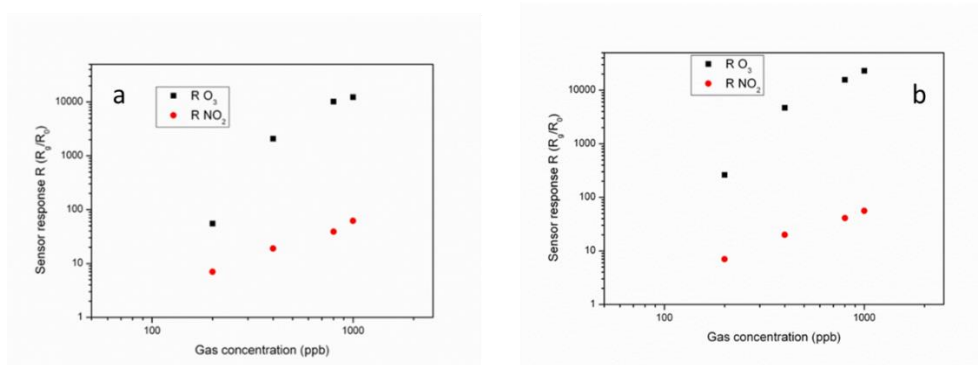 a
R O₃
R NO₂
10000
1000
100
10
1
100
1000
Sensor response R (Rg/R0)
Gas concentration (ppb)
b
R O₃
R NO₂
10000
1000
100
10
1
100
1000
Sensor response R (Rg/R0)
Gas concentration (ppb)